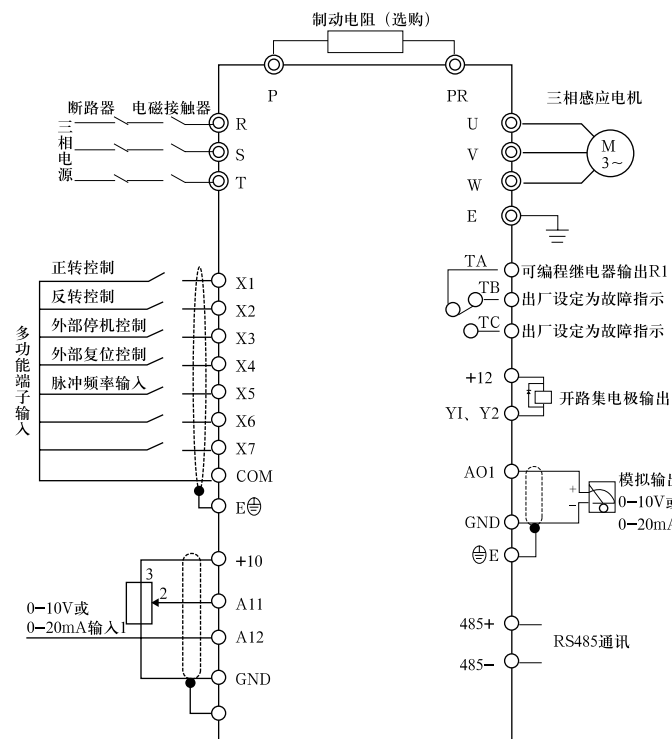 制动电阻（选购）
P
PR
断路器 电磁接触器
三相电源
R
S
T
三相感应电机
U
V
W
E
M
3～
正转控制
反转控制
外部停机控制
外部复位控制
脉冲频率输入
多功能端子输入
X1
X2
X3
X4
X5
X6
X7
COM
E
TA
可编程继电器输出R1
TB
出厂设定为故障指示
TC
出厂设定为故障指示
+12
YI、Y2
开路集电极输出
AO1
GND
E
+
−
模拟输出
0−10V或
0−20mA
+10
3
2
A11
0−10V或
0−20mA输入1
A12
GND
485+
485−
RS485通讯